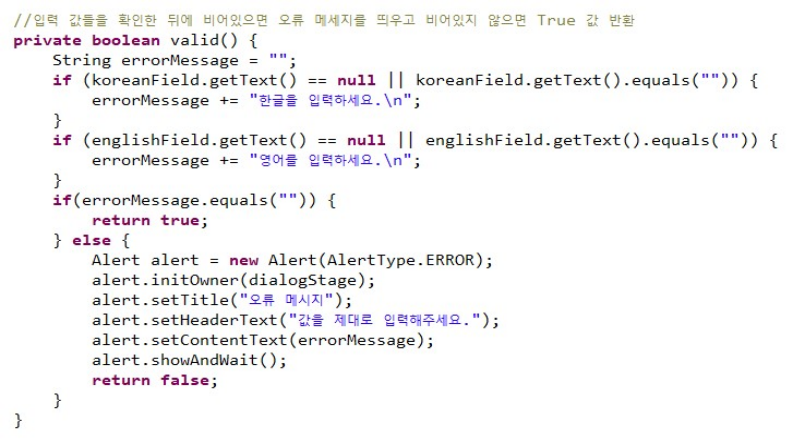 //입력 값들을 확인한 뒤에 비어있으면 오류 메세지를 띄우고 비어있지 않으면 True 값 반환
private boolean valid() {
    String errorMessage = "";
    if (koreanField.getText() == null || koreanField.getText().equals("")) {
        errorMessage += "한글을 입력하세요.\n";
    }
    if (englishField.getText() == null || englishField.getText().equals("")) {
        errorMessage += "영어를 입력하세요.\n";
    }
    if(errorMessage.equals("")) {
        return true;
    } else {
        Alert alert = new Alert(AlertType.ERROR);
        alert.initOwner(dialogStage);
        alert.setTitle("오류 메시지");
        alert.setHeaderText("값을 제대로 입력해주세요.");
        alert.setContentText(errorMessage);
        alert.showAndWait();
        return false;
    }
}